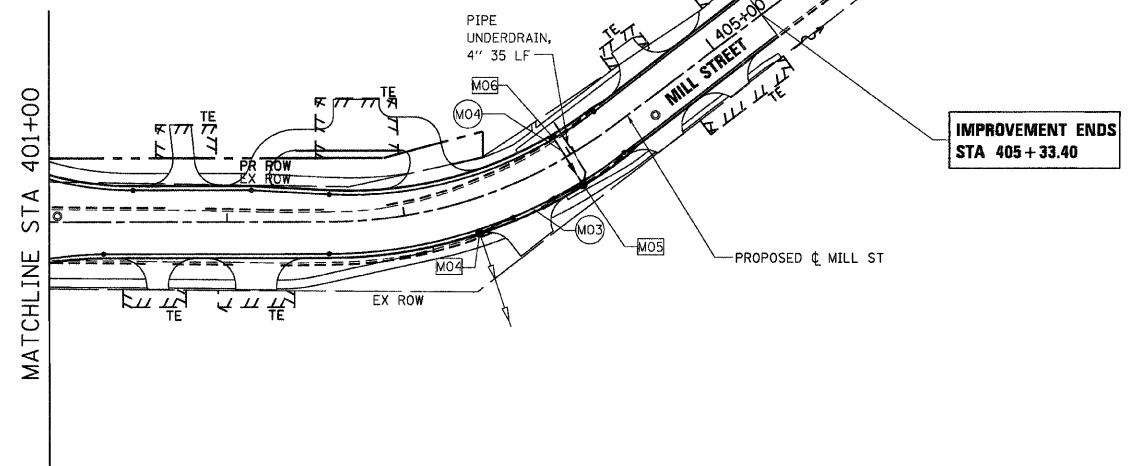 PIPE
UNDERDRAIN,
4" 35 LF
TE
405+00
MILL STREET
M06
M04
TE
TE
TE
IMPROVEMENT ENDS
STA 405+33.40
MATCHLINE STA 401+00
PR ROW
EX ROW
M03
M05
M04
PROPOSED ℄ MILL ST
EX ROW
TE
TE